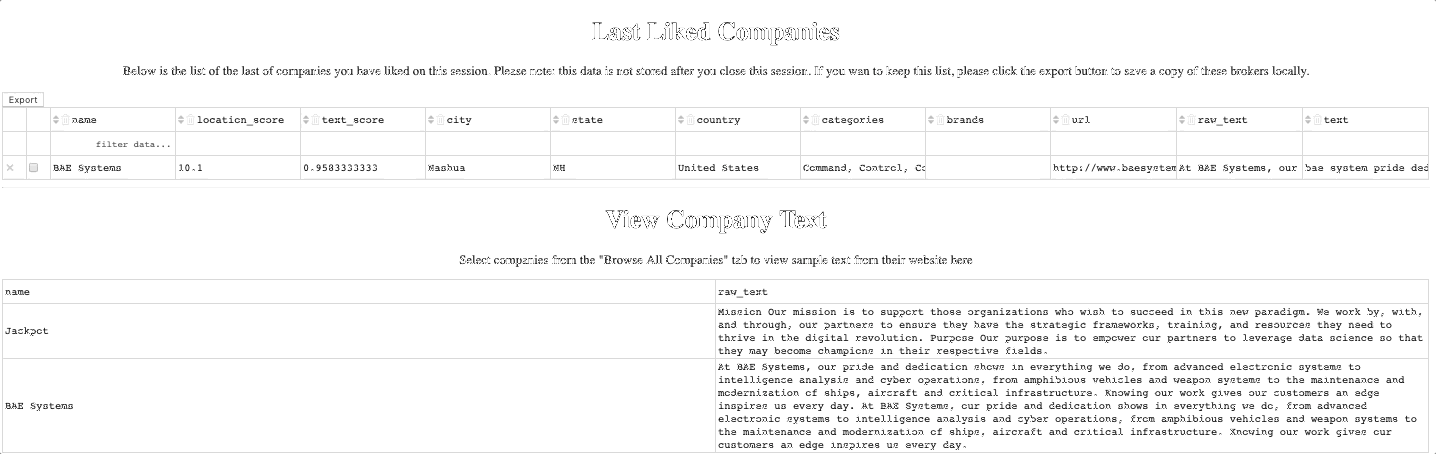 Last Liked Companies
Below is the list of the last of companies you have liked on this session. Please note: this data is not stored after you close this session. If you wan to keep this list, please click the export button to save a copy of these brokers locally.
Export
name location_score text_score city state country categories brands url raw_text text
filter data...
BAE Systems 10.1 0.9583333333 Nashua NH United States Command, Control, Co http://www.baesystem At BAE Systems, our bae system pride ded
View Company Text
Select companies from the "Browse All Companies" tab to view sample text from their website here
name raw_text
Jackpot
Mission Our mission is to support those organizations who wish to succeed in this new paradigm. We work by, with,
and through, our partners to ensure they have the strategic frameworks, training, and resources they need to
thrive in the digital revolution. Purpose Our purpose is to empower our partners to leverage data science so that
they may become champions in their respective fields.
BAE Systems
At BAE Systems, our pride and dedication shows in everything we do, from advanced electronic systems to
intelligence analysis and cyber operations, from amphibious vehicles and weapon systems to the maintenance and
modernization of ships, aircraft and critical infrastructure. Knowing our work gives our customers an edge
inspires us every day. At BAE Systems, our pride and dedication shows in everything we do, from advanced
electronic systems to intelligence analysis and cyber operations, from amphibious vehicles and weapon systems to
the maintenance and modernization of ships, aircraft and critical infrastructure. Knowing our work gives our
customers an edge inspires us every day.